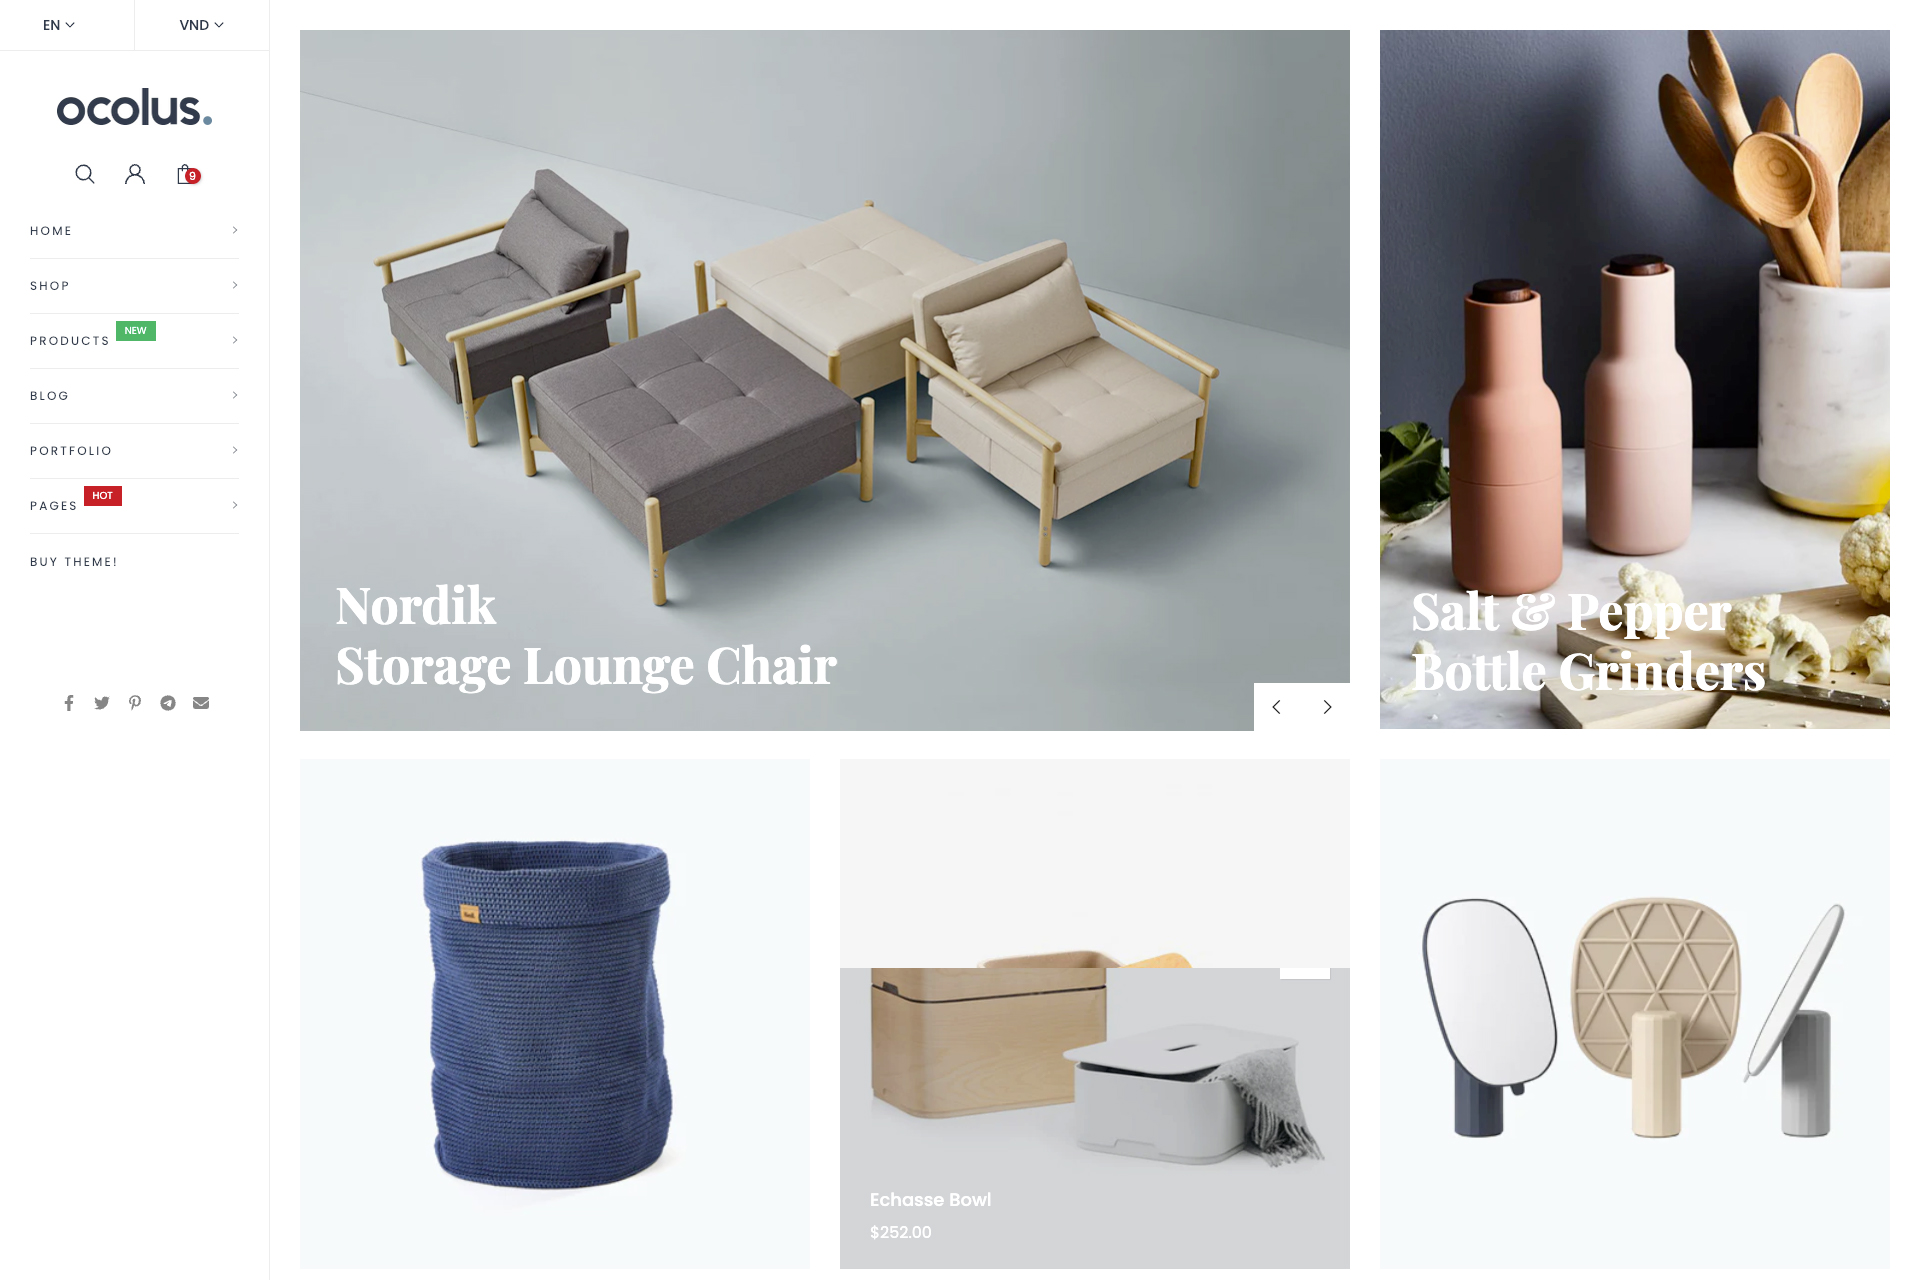 EN
VND
ocolus.
9
HOME
SHOP
PRODUCTS
NEW
BLOG
PORTFOLIO
PAGES
HOT
BUY THEME!
Nordik
Storage Lounge Chair
Salt & Pepper
Bottle Grinders
Echasse Bowl
$252.00